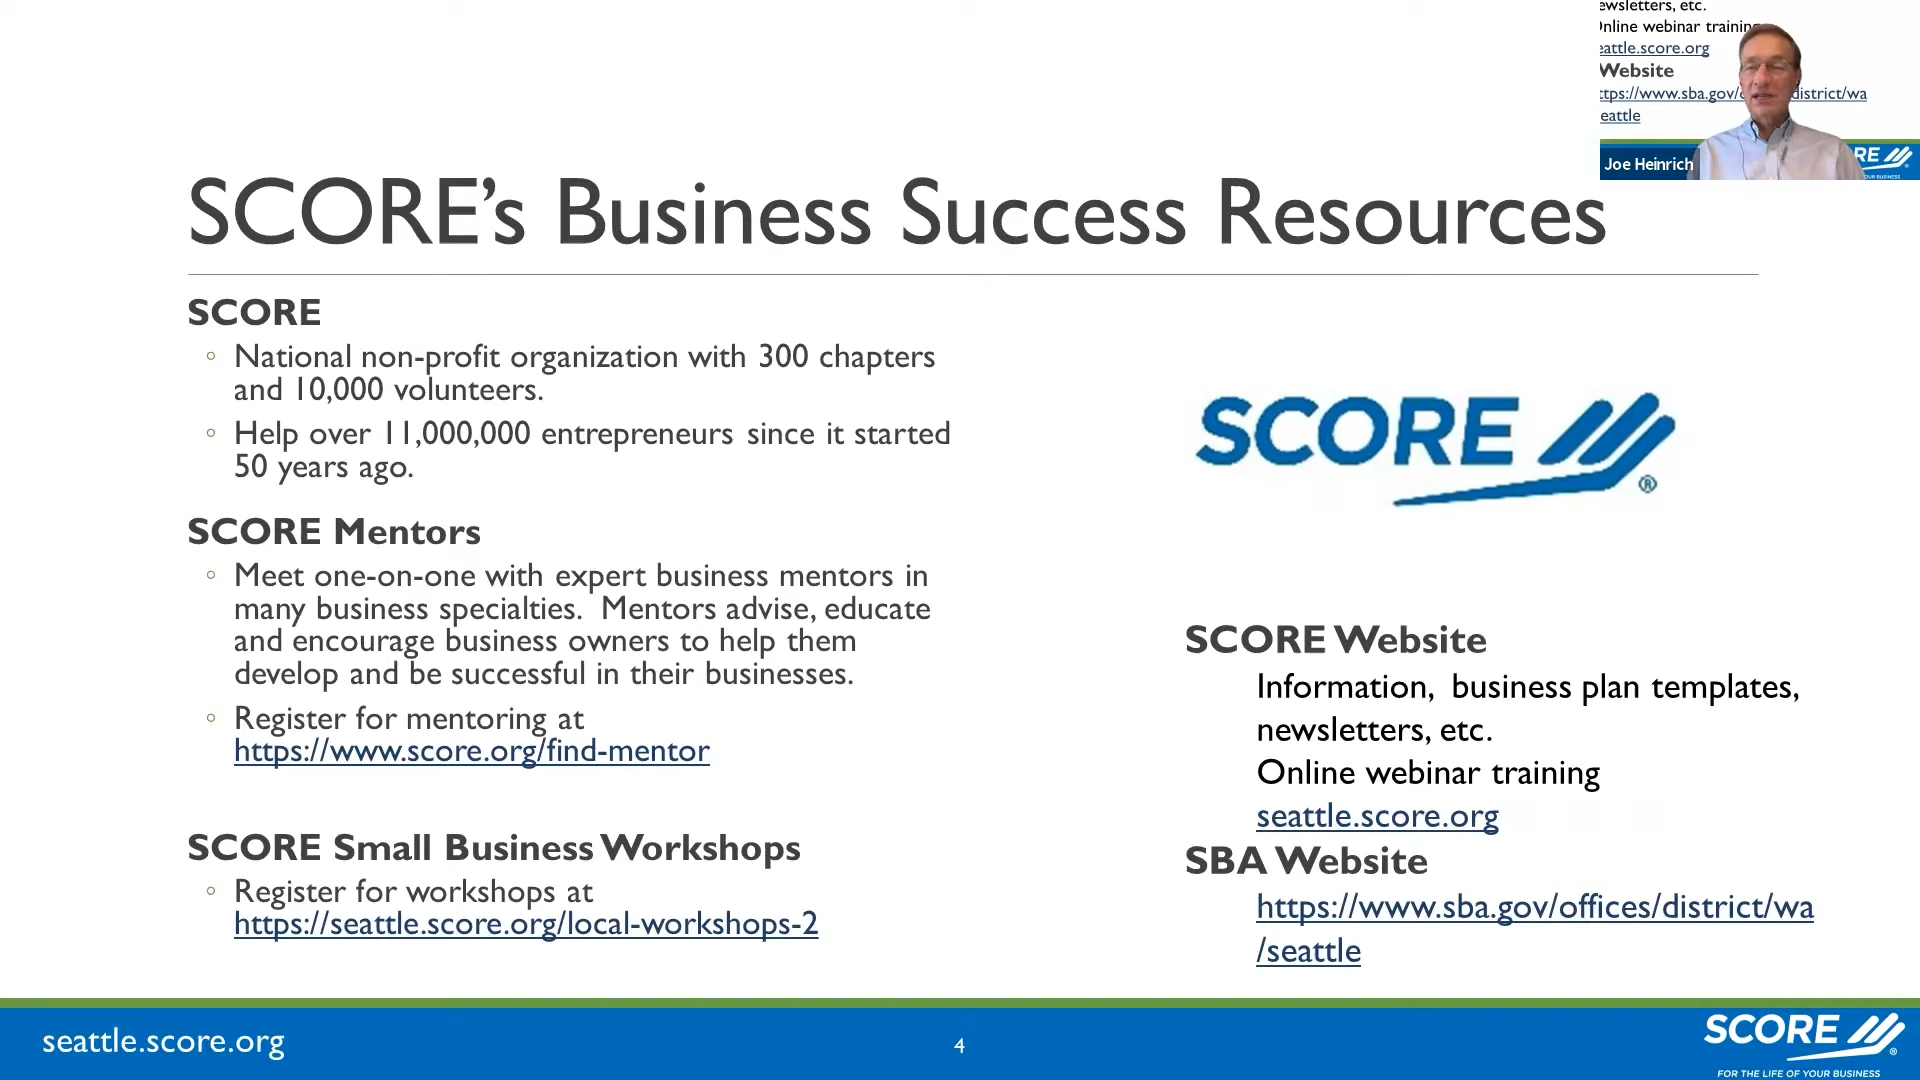 ewsletters, etc.
Online webinar training
eattle.score.org
Website
ttps://www.sba.gov/
district/wa
eattle
Joe Heinrich
RE
SCORE’s Business Success Resources
SCORE
◦ National non-profit organization with 300 chapters
and 10,000 volunteers.
◦ Help over 11,000,000 entrepreneurs since it started
50 years ago.
SCORE Mentors
◦ Meet one-on-one with expert business mentors in
many business specialties.  Mentors advise, educate
and encourage business owners to help them
develop and be successful in their businesses.
◦ Register for mentoring at
https://www.score.org/find-mentor
SCORE Small Business Workshops
◦ Register for workshops at
https://seattle.score.org/local-workshops-2
SCORE ®
SCORE Website
Information,  business plan templates,
newsletters, etc.
Online webinar training
seattle.score.org
SBA Website
https://www.sba.gov/offices/district/wa
/seattle
seattle.score.org
4
SCORE ®
FOR THE LIFE OF YOUR BUSINESS